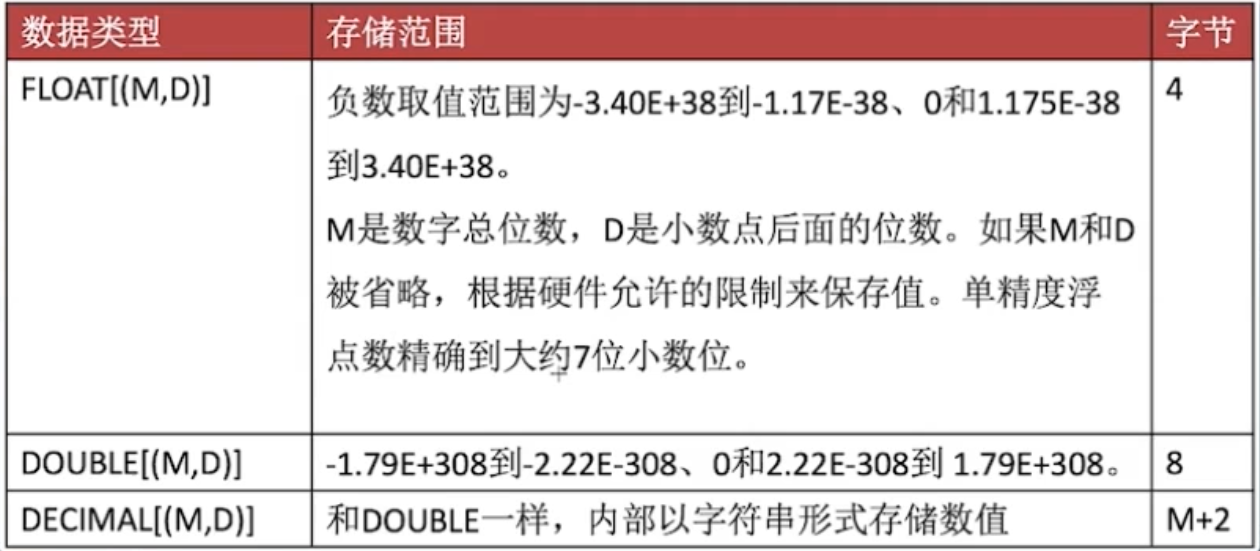 数据类型 存储范围 字节
FLOAT[(M,D)] 负数取值范围为-3.40E+38到-1.17E-38、0和1.175E-38 4
到3.40E+38。
M是数字总位数，D是小数点后面的位数。如果M和D
被省略，根据硬件允许的限制来保存值。单精度浮
点数精确到大约7位小数位。
DOUBLE[(M,D)] -1.79E+308到-2.22E-308、0和2.22E-308到 1.79E+308。 8
DECIMAL[(M,D)] 和DOUBLE一样，内部以字符串形式存储数值 M+2